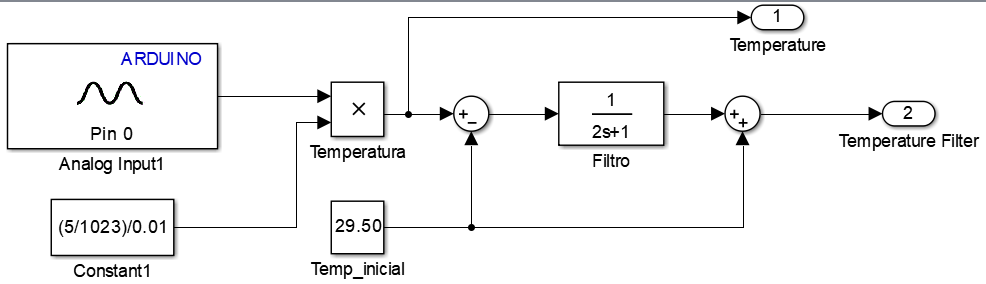 1
Temperature
ARDUINO
Pin 0
Analog Input1
×
Temperatura
+
−
1
2s+1
Filtro
+
+
2
Temperature Filter
(5/1023)/0.01
Constant1
29.50
Temp_inicial